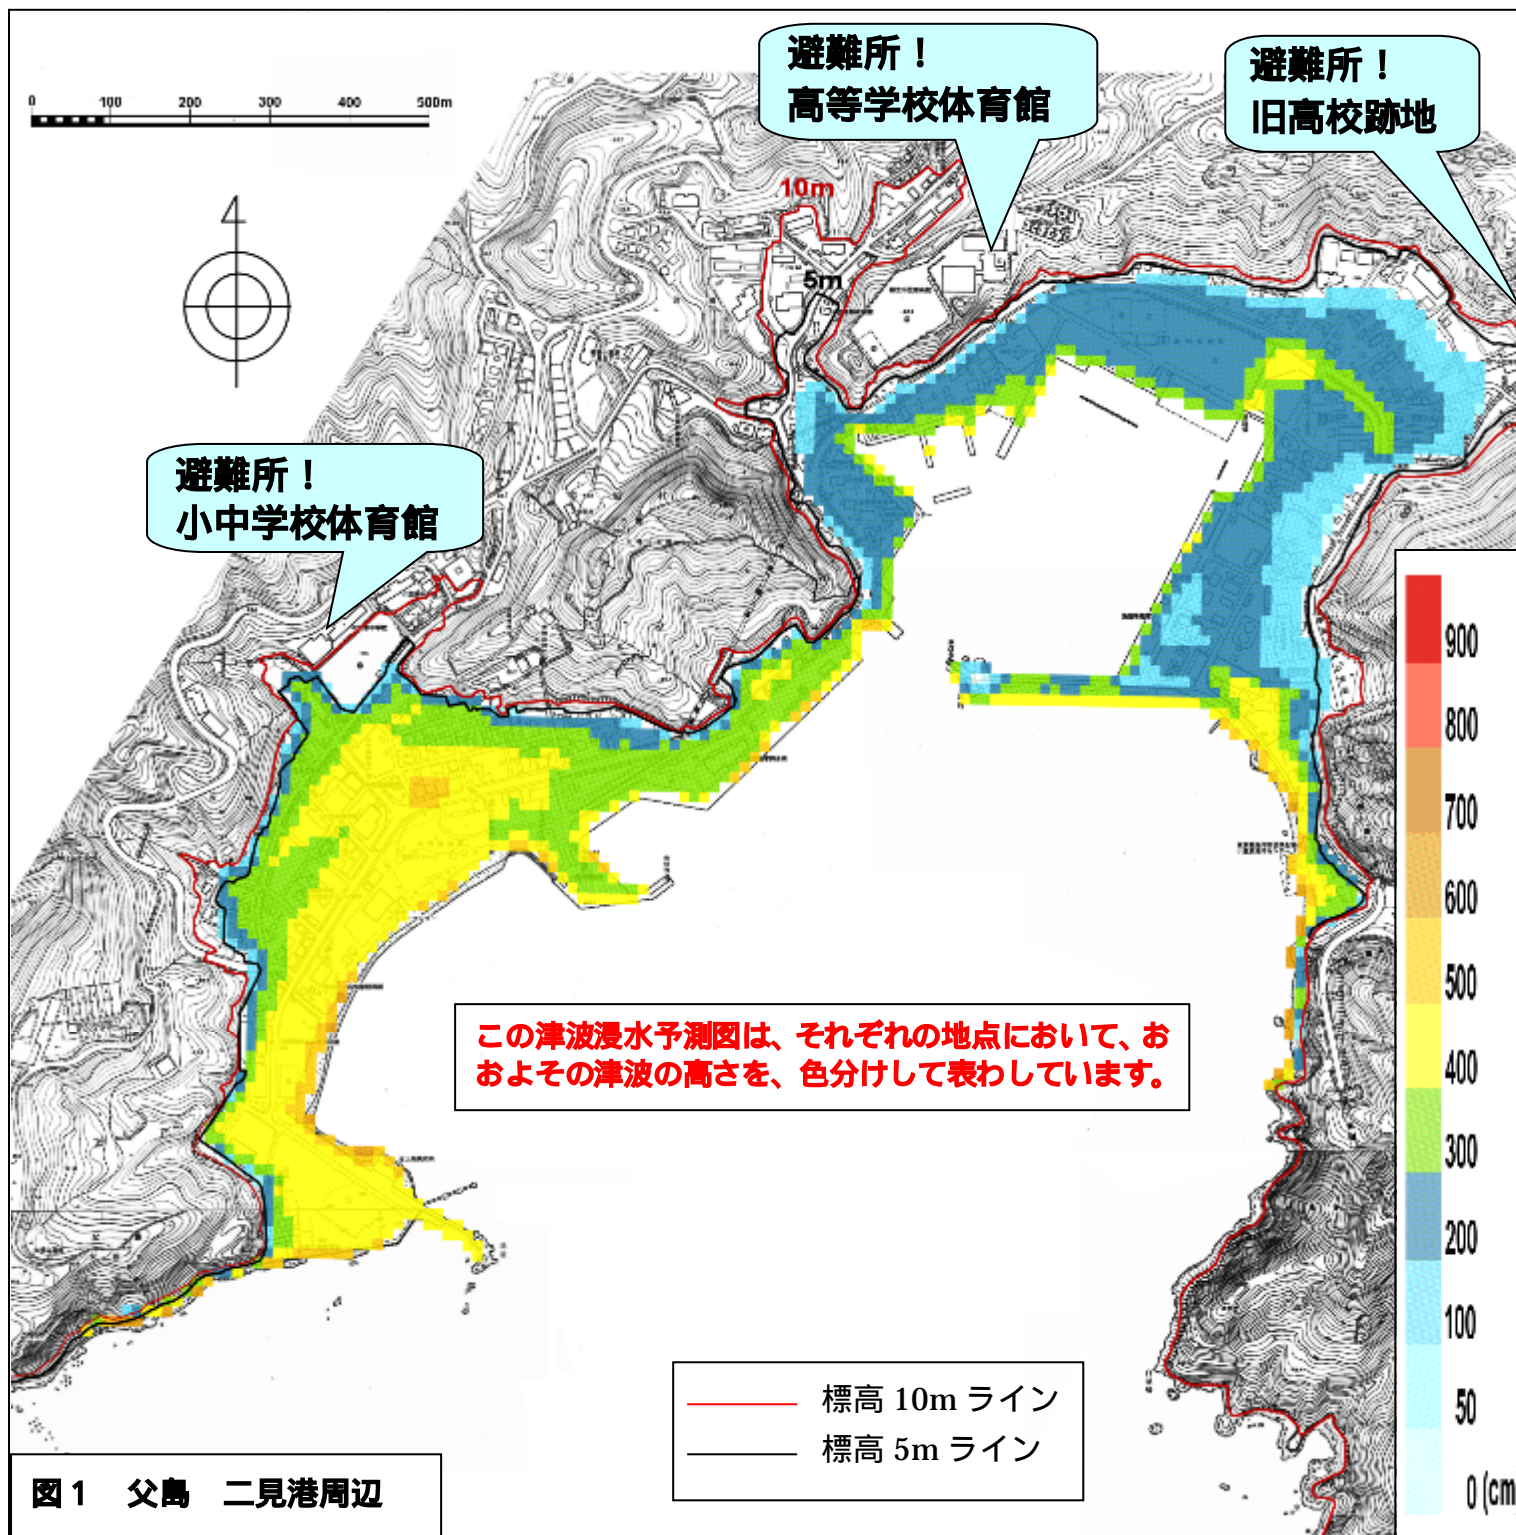 避難所！
高等学校体育館
避難所！
旧高校跡地
0 100 200 300 400 500m
10m
5m
避難所！
小中学校体育館
900
800
700
600
500
400
300
200
100
50
0 (cm
この津波浸水予測図は、それぞれの地点において、お
およその津波の高さを、色分けして表わしています。
標高 10m ライン
標高 5m ライン
図1 父島 二見港周辺